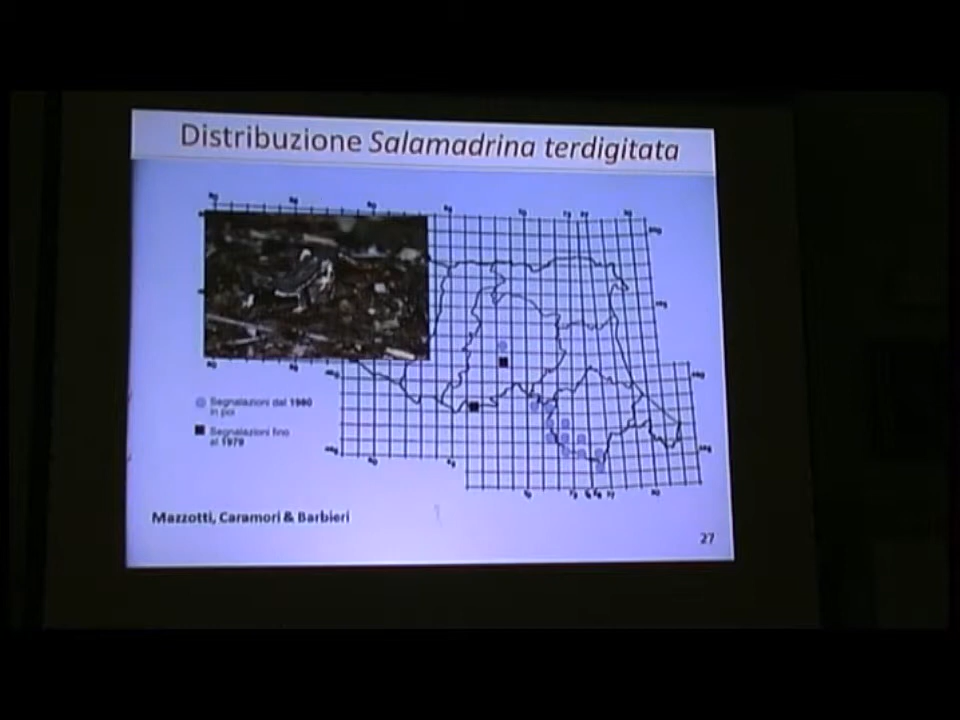 Distribuzione Salamadrina terdigitata
Segnalazioni dal 1980
in poi
Segnalazioni fino
al 1979
Mazzotti, Caramori & Barbieri
27